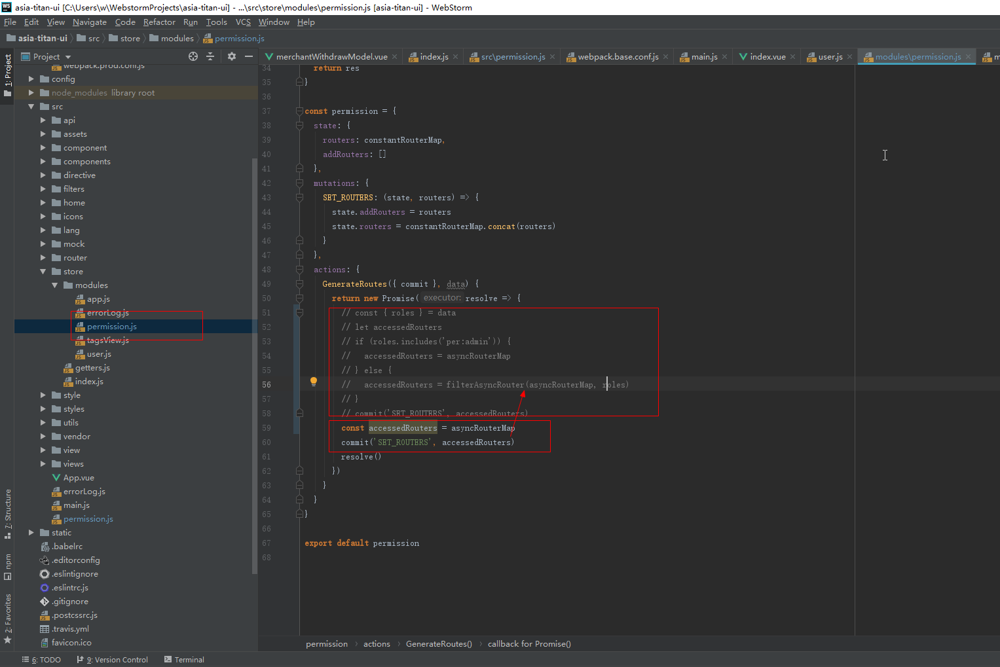 asia-titan-ui [C:\Users\w\WebstormProjects\asia-titan-ui] - ...\src\store\modules\permission.js [asia-titan-ui] - WebStorm
File Edit View Navigate Code Refactor Run Tools VCS Window Help
asia-titan-ui src store modules permission.js
1: Project
7: Structure
npm
2: Favorites
Project
webpack.prod.conf.js
config
node_modules library root
src
api
assets
component
components
directive
filters
home
icons
lang
mock
router
store
modules
app.js
errorLog.js
permission.js
tagsView.js
user.js
getters.js
index.js
style
styles
utils
vendor
view
views
App.vue
errorLog.js
main.js
permission.js
static
.babelrc
.editorconfig
.eslintignore
.eslintrc.js
.gitignore
.postcssrc.js
.travis.yml
favicon.ico
merchantWithdrawModel.vue index.js src\permission.js webpack.base.conf.js main.js index.vue user.js modules\permission.js
34 return res
35 }
36
37 const permission = {
38 state: {
39 routers: constantRouterMap,
40 addRouters: []
41 },
42 mutations: {
43 SET_ROUTERS: (state, routers) => {
44 state.addRouters = routers
45 state.routers = constantRouterMap.concat(routers)
46 }
47 },
48 actions: {
49 GenerateRoutes({ commit }, data) {
50 return new Promise( executor: resolve => {
51 // const { roles } = data
52 // let accessedRouters
53 // if (roles.includes('per:admin')) {
54 // accessedRouters = asyncRouterMap
55 // } else {
56 // accessedRouters = filterAsyncRouter(asyncRouterMap, roles)
57 // }
58 // commit('SET_ROUTERS', accessedRouters)
59 const accessedRouters = asyncRouterMap
60 commit('SET_ROUTERS', accessedRouters)
61 resolve()
62 })
63 }
64 }
65 }
66
67 export default permission
68
permission actions GenerateRoutes() callback for Promise()
6: TODO 9: Version Control Terminal